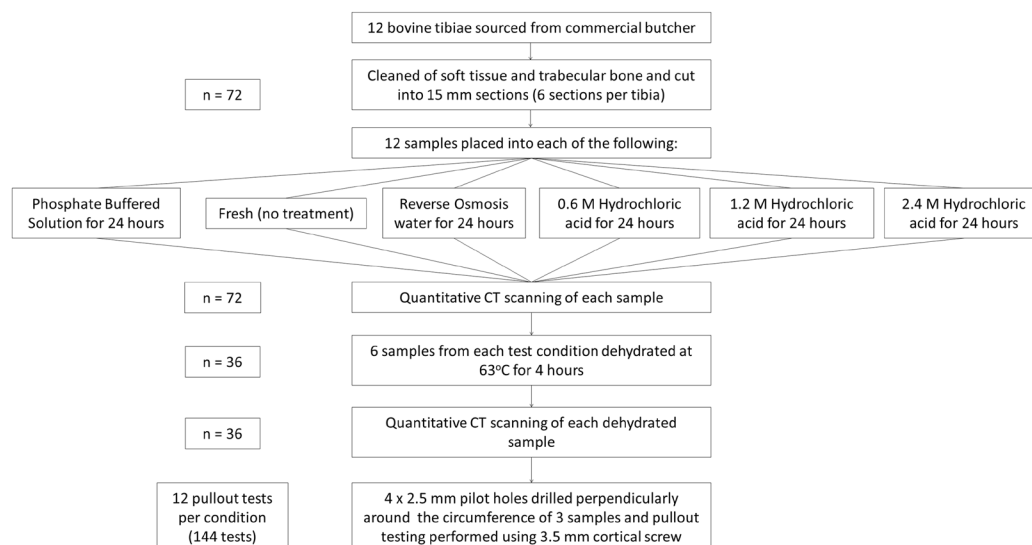 12 bovine tibiae sourced from commercial butcher
n = 72
Cleaned of soft tissue and trabecular bone and cut
into 15 mm sections (6 sections per tibia)
12 samples placed into each of the following:
Phosphate Buffered
Solution for 24 hours
Fresh (no treatment)
Reverse Osmosis
water for 24 hours
0.6 M Hydrochloric
acid for 24 hours
1.2 M Hydrochloric
acid for 24 hours
2.4 M Hydrochloric
acid for 24 hours
n = 72
Quantitative CT scanning of each sample
n = 36
6 samples from each test condition dehydrated at
63°C for 4 hours
n = 36
Quantitative CT scanning of each dehydrated
sample
12 pullout tests
per condition
(144 tests)
4 x 2.5 mm pilot holes drilled perpendicularly
around the circumference of 3 samples and pullout
testing performed using 3.5 mm cortical screw